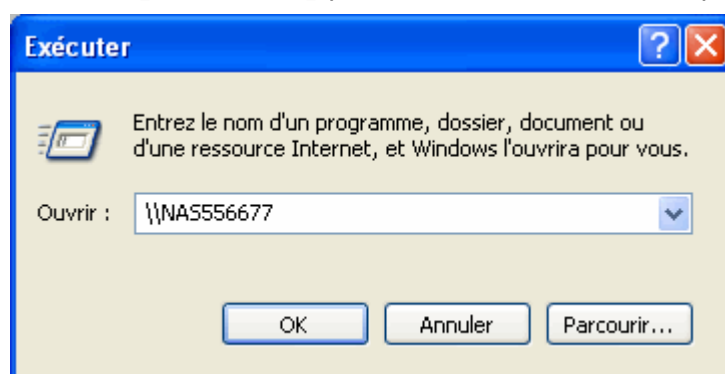 Exécuter
Entrez le nom d'un programme, dossier, document ou
d'une ressource Internet, et Windows l'ouvrira pour vous.
Ouvrir : \\NAS556677
OK Annuler Parcourir...